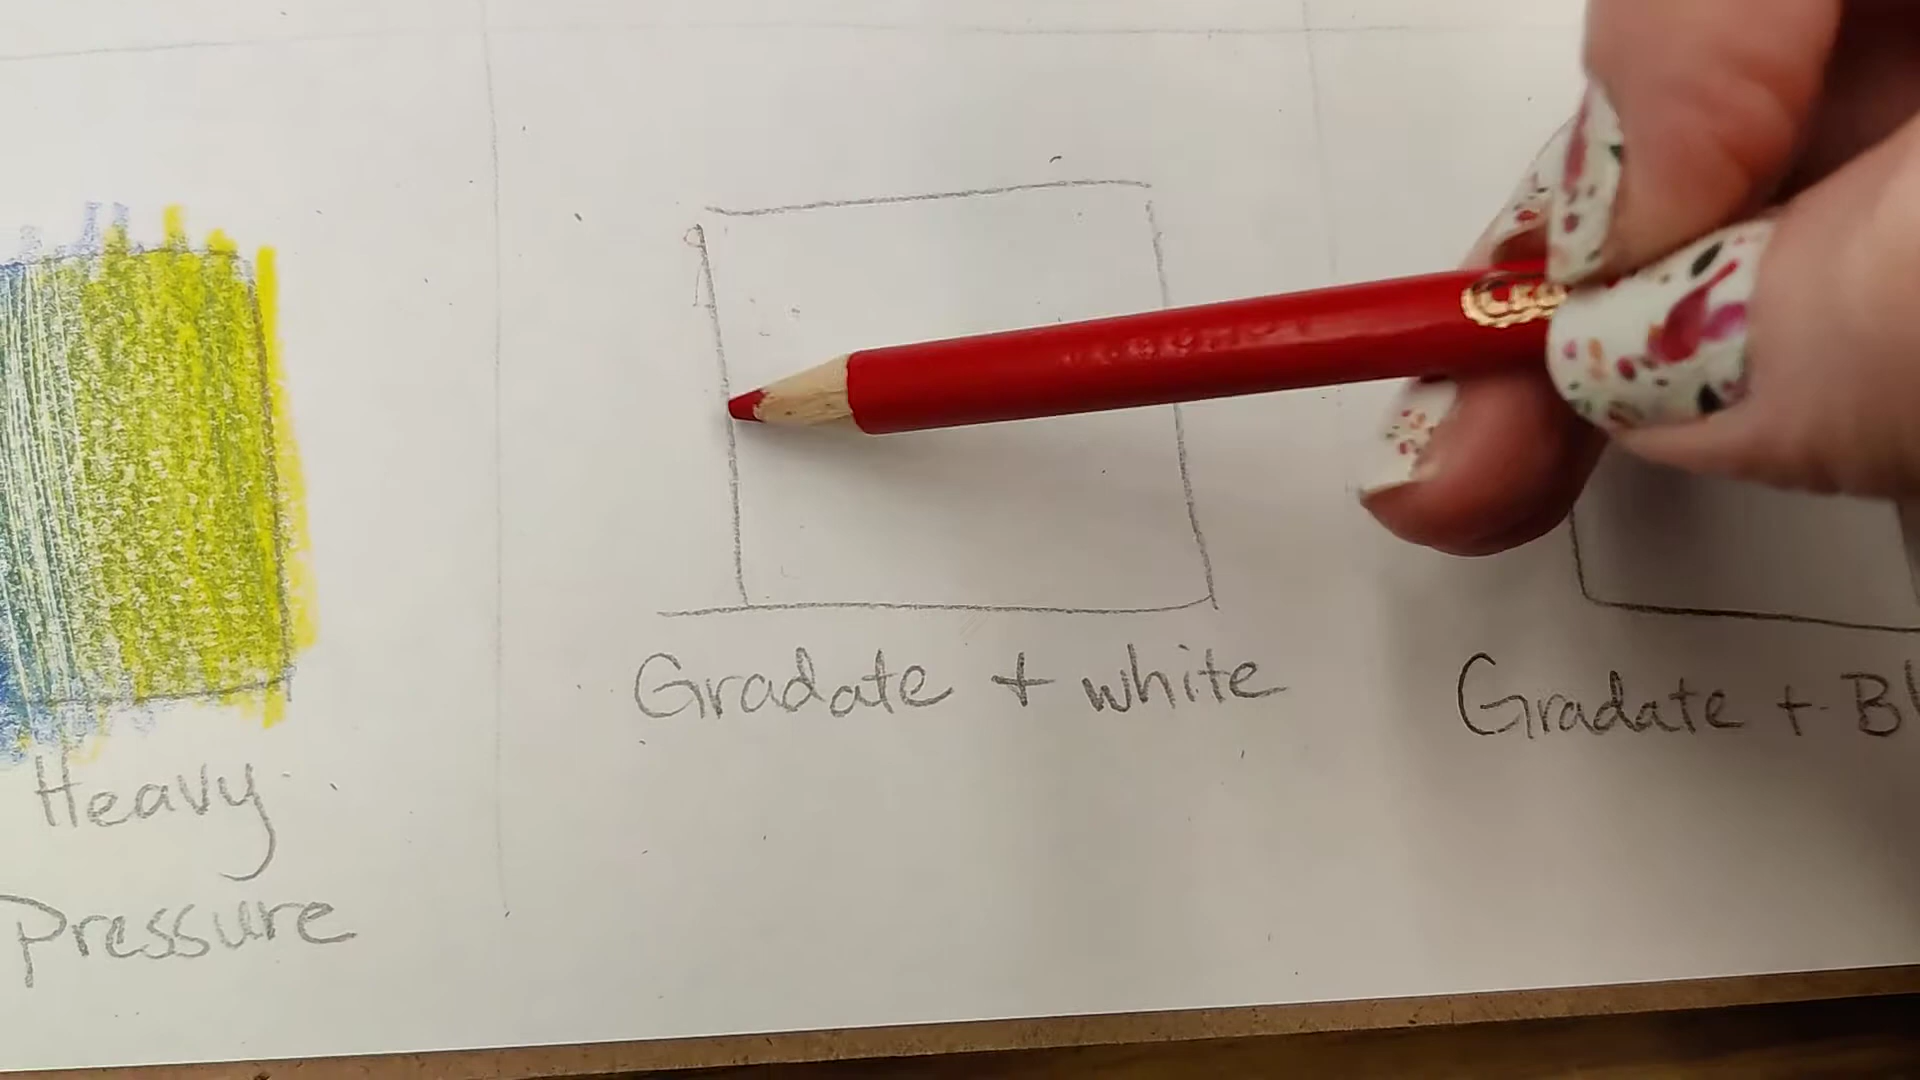 Heavy
Pressure
Gradate + white
Gradate + Bl